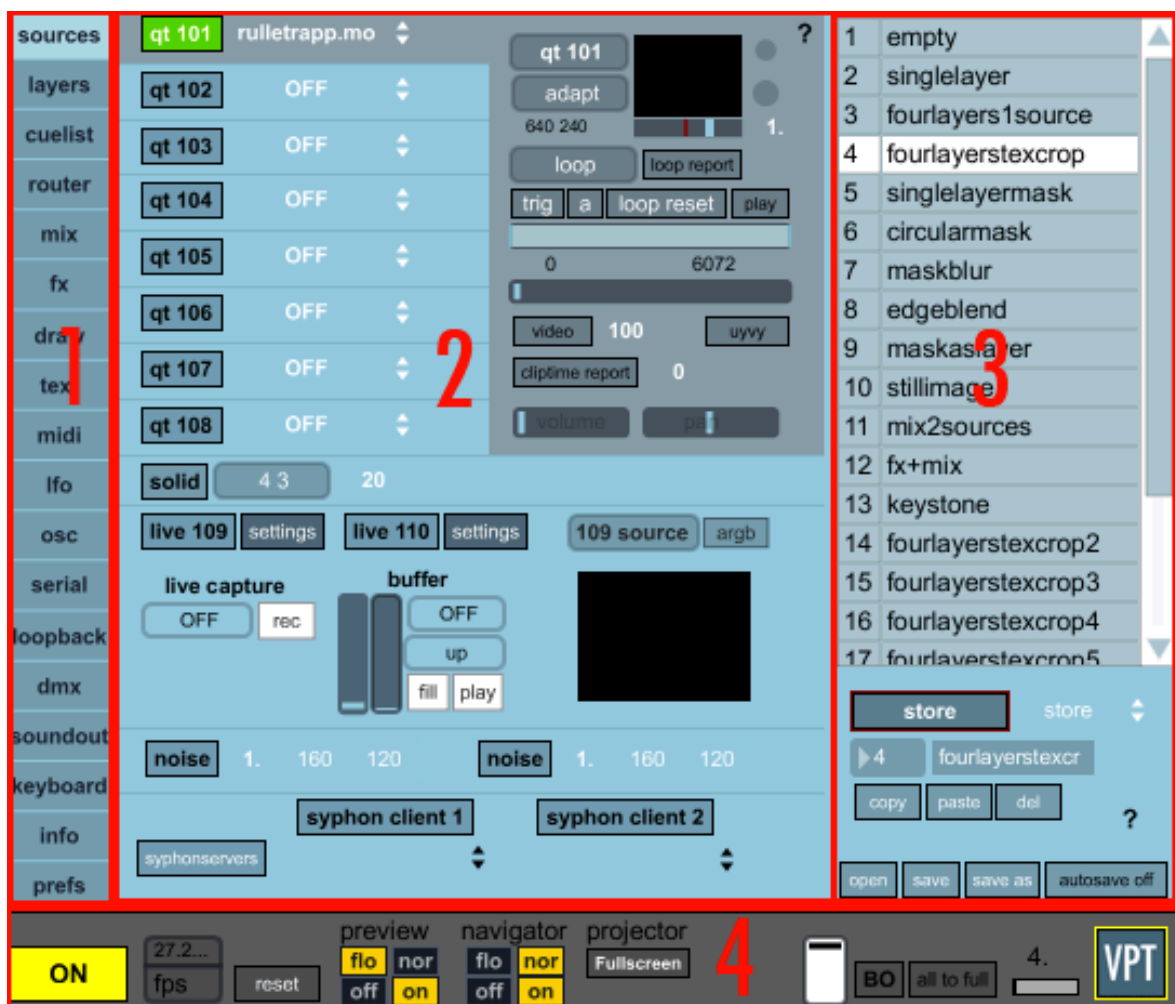 sources
layers
cuelist
router
mix
fx
draw
tex
midi
lfo
osc
serial
loopback
dmx
soundout
keyboard
info
prefs
1
qt 101 rulletrapp.mo
qt 102 OFF
qt 103 OFF
qt 104 OFF
qt 105 OFF
qt 106 OFF
qt 107 OFF
qt 108 OFF
2
qt 101 ?
adapt
640 240 1.
loop loop report
trig a loop reset play
0 6072
video 100 uyvy
cliptime report 0
volume pan
solid 4 3 20
live 109 settings live 110 settings 109 source argb
live capture buffer
OFF rec OFF
up
fill play
noise 1. 160 120 noise 1. 160 120
syphon client 1 syphon client 2
syphonservers
1 empty
2 singlelayer
3 fourlayers1source
4 fourlayerstexcrop
5 singlelayermask
6 circularmask
7 maskblur
8 edgeblend
9 maskaslayer
10 stillimage
11 mix2sources
12 fx+mix
13 keystone
14 fourlayerstexcrop2
15 fourlayerstexcrop3
16 fourlayerstexcrop4
17 fourlayerstexcrop5
3
store store
4 fourlayerstexcr
copy paste del
?
open save save as autosave off
preview navigator projector
ON 27.2... fps reset flo nor flo nor Fullscreen
off on off on
4
BO all to full 4. VPT